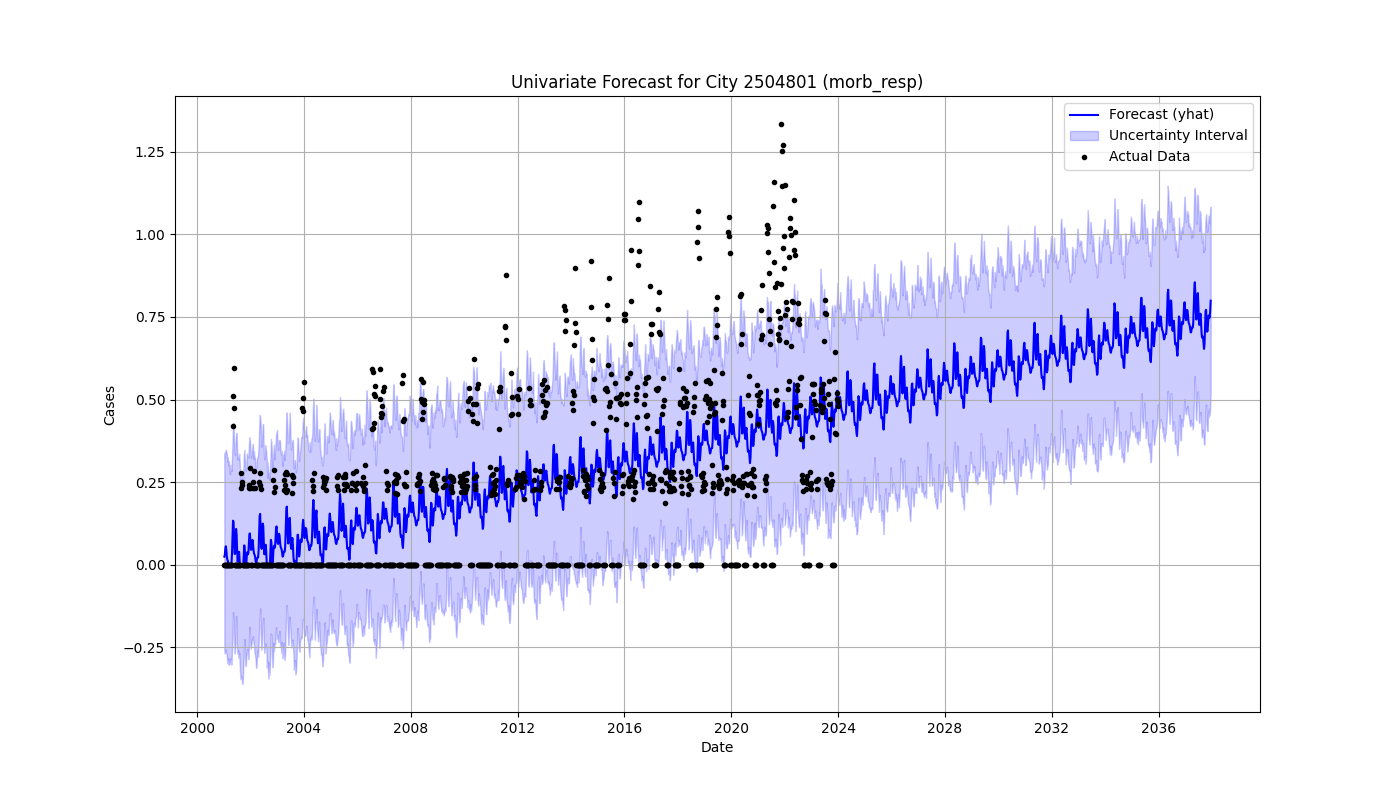 Univariate Forecast for City 2504801 (morb_resp)
Forecast (yhat)
Uncertainty Interval
Actual Data
Cases
1.25
1.00
0.75
0.50
0.25
0.00
−0.25
2000 2004 2008 2012 2016 2020 2024 2028 2032 2036
Date